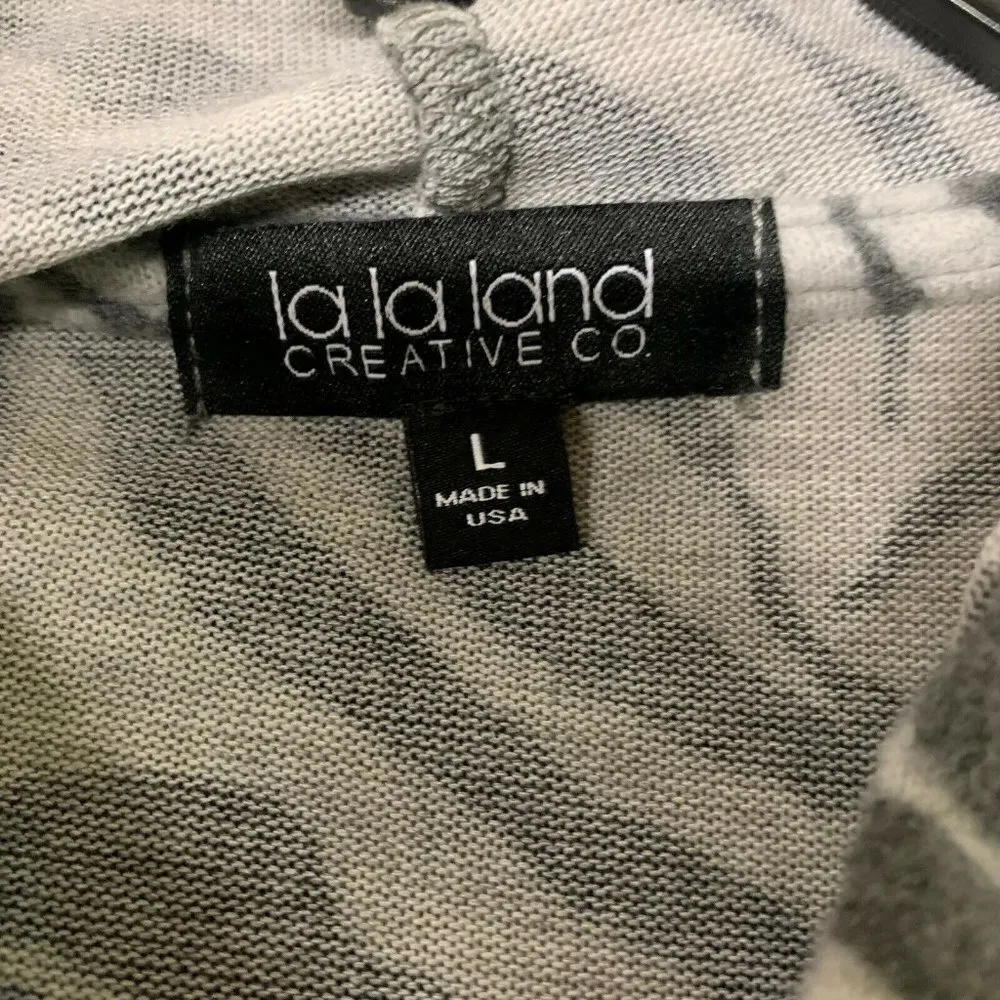 la la land
CREATIVE CO.
L
MADE IN
USA